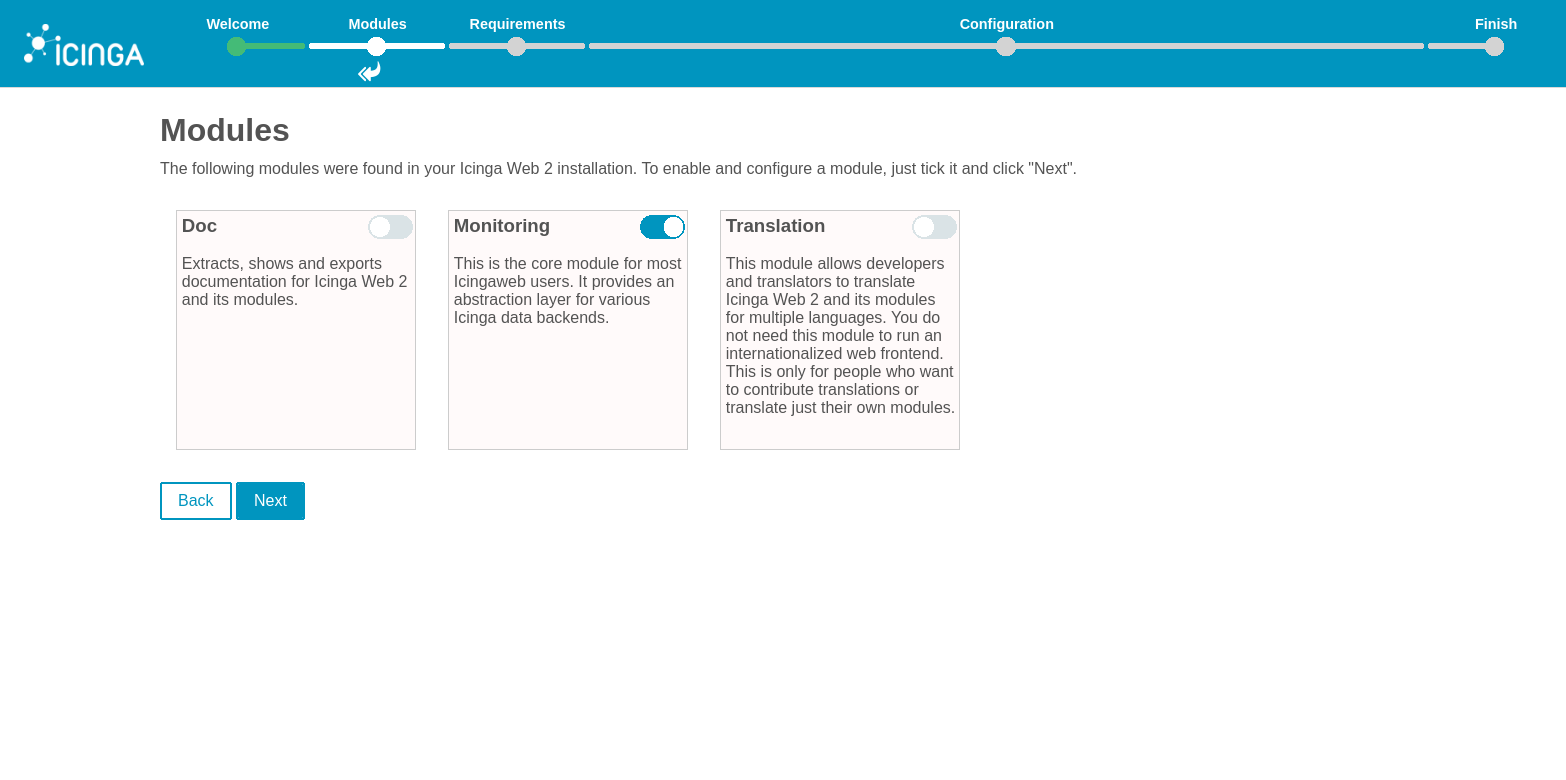 Welcome Modules Requirements Configuration Finish
ICINGA
Modules
The following modules were found in your Icinga Web 2 installation. To enable and configure a module, just tick it and click "Next".
Doc
Extracts, shows and exports
documentation for Icinga Web 2
and its modules.
Monitoring
This is the core module for most
Icingaweb users. It provides an
abstraction layer for various
Icinga data backends.
Translation
This module allows developers
and translators to translate
Icinga Web 2 and its modules
for multiple languages. You do
not need this module to run an
internationalized web frontend.
This is only for people who want
to contribute translations or
translate just their own modules.
Back Next